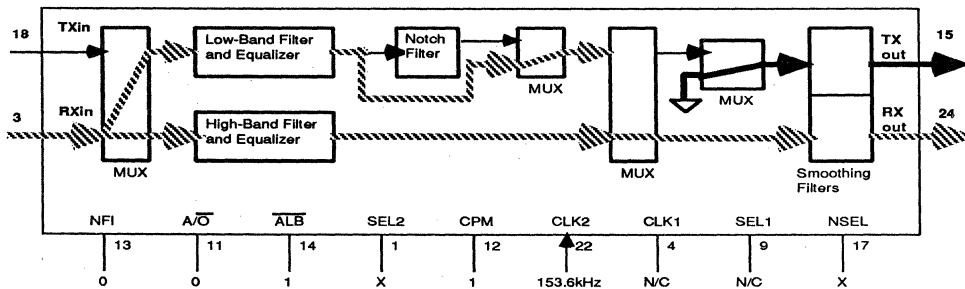 18
TXin
Low-Band Filter
and Equalizer
Notch
Filter
MUX
MUX
TX
out
15
3
RXin
MUX
High-Band Filter
and Equalizer
MUX
Smoothing
Filters
RX
out
24
NFI
A/O̅
A̅L̅B̅
SEL2
CPM
CLK2
CLK1
SEL1
NSEL
13
11
14
1
12
22
4
9
17
0
0
1
X
1
153.6kHz
N/C
N/C
X